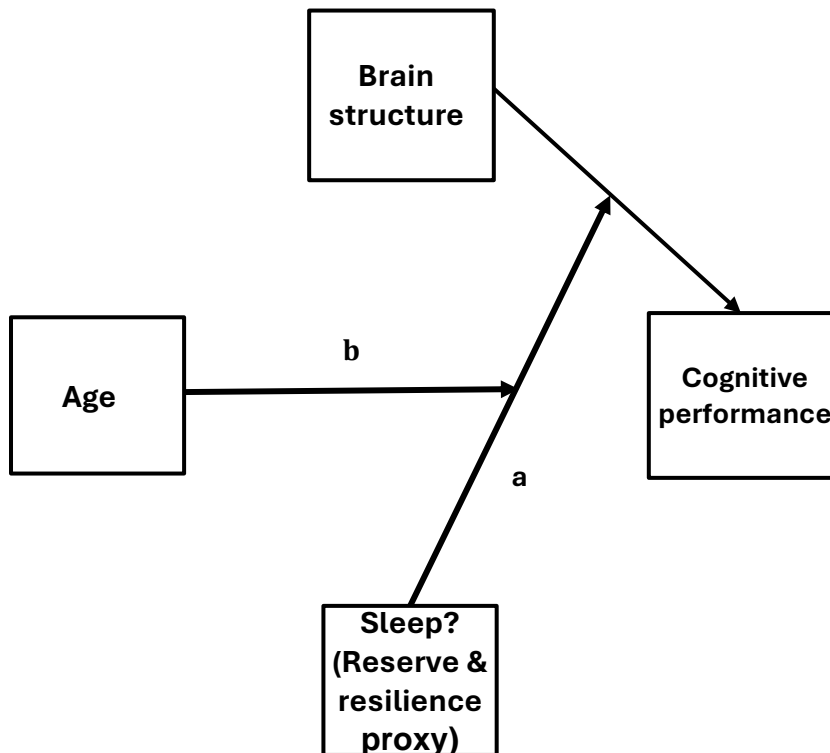 Brain
structure
Age
b
Cognitive
performance
a
Sleep?
(Reserve &
resilience
proxy)